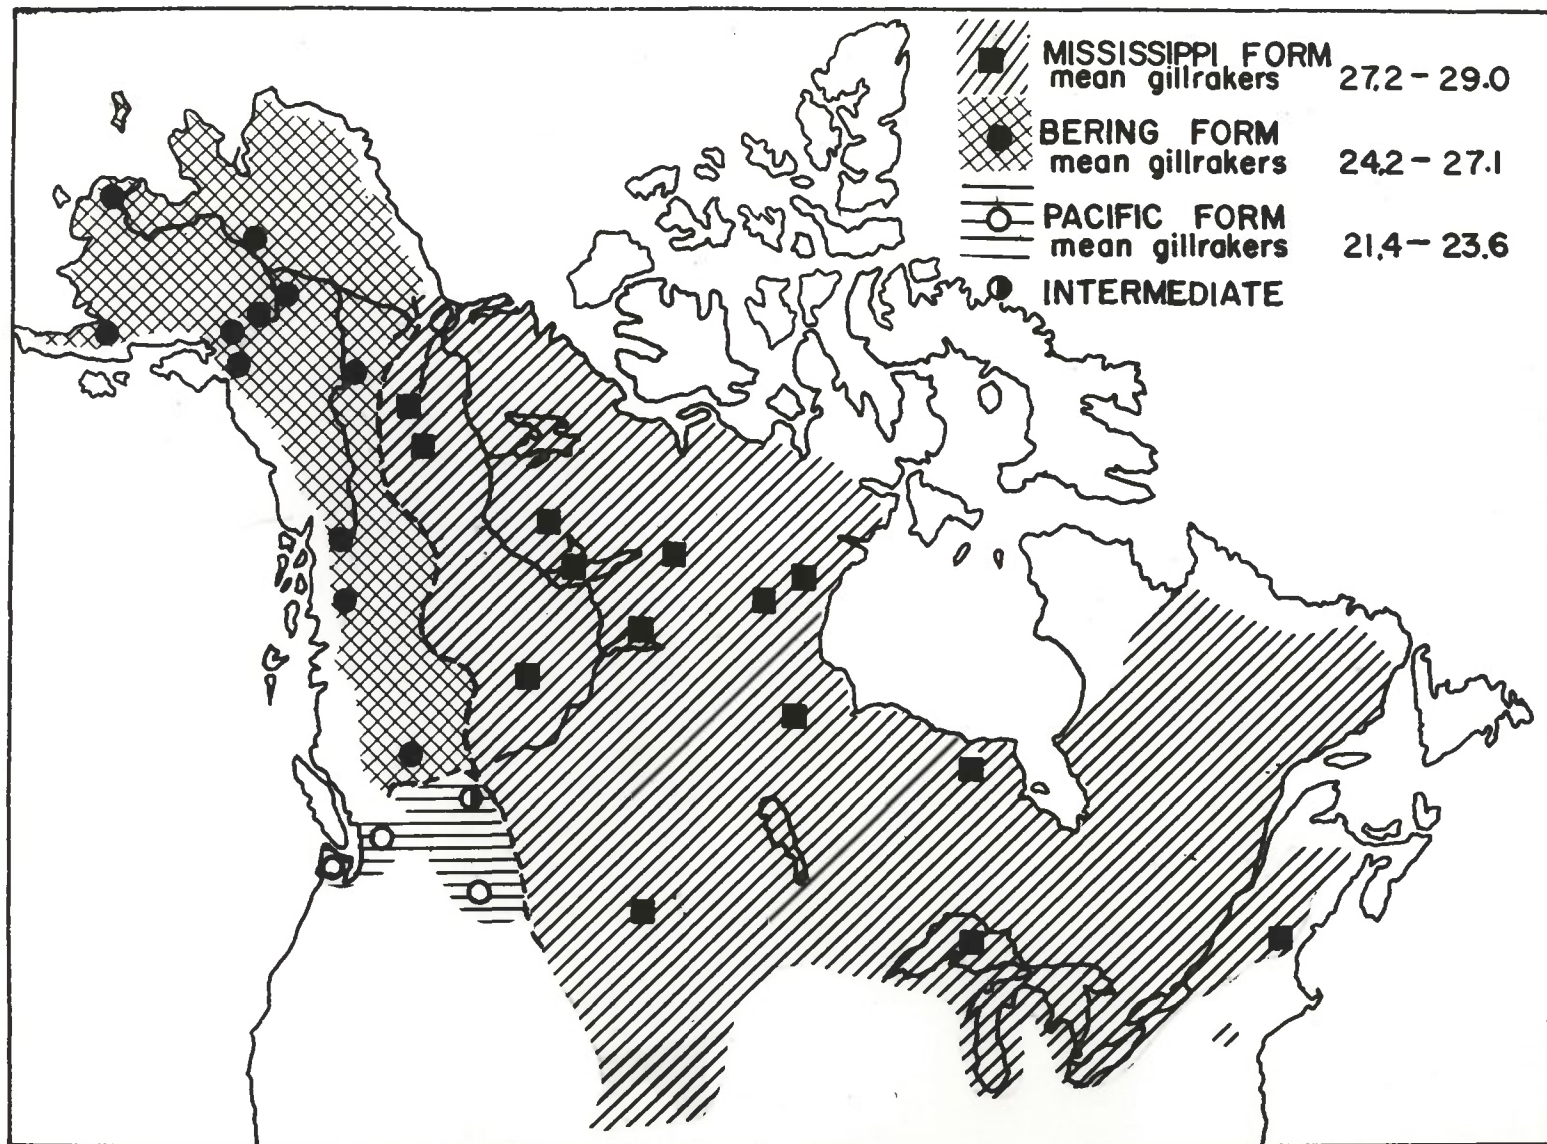 MISSISSIPPI FORM
mean gillrakers 27.2 - 29.0
BERING FORM
mean gillrakers 24.2 - 27.1
PACIFIC FORM
mean gillrakers 21.4 - 23.6
INTERMEDIATE